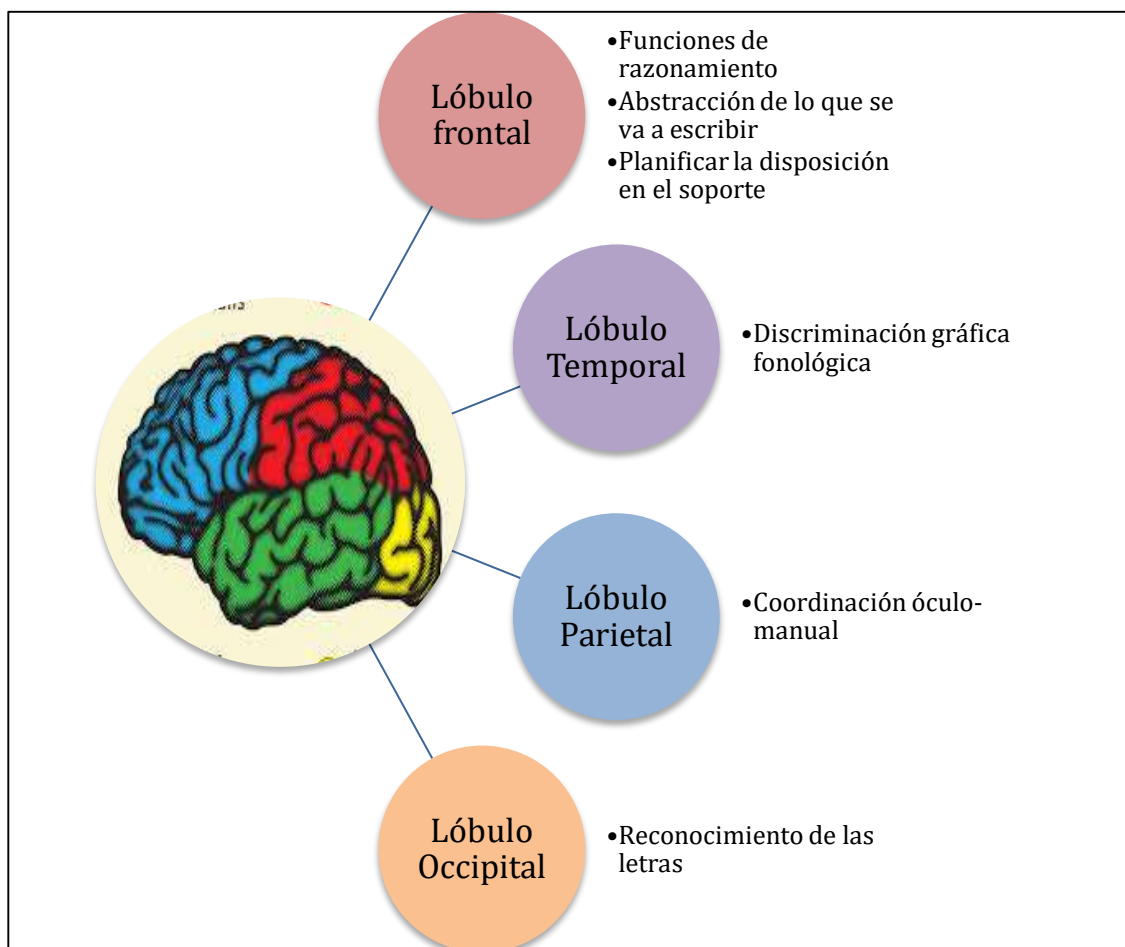 Lóbulo
frontal
•Funciones de
razonamiento
•Abstracción de lo que se
va a escribir
•Planificar la disposición
en el soporte
Lóbulo
Temporal
•Discriminación gráfica
fonológica
Lóbulo
Parietal
•Coordinación óculo-
manual
Lóbulo
Occipital
•Reconocimiento de las
letras